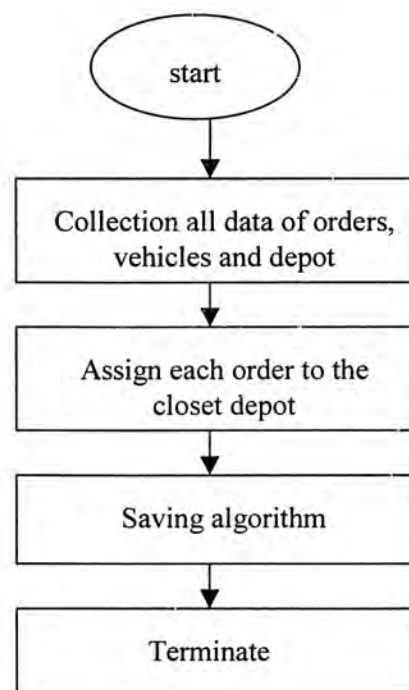 start
Collection all data of orders,
vehicles and depot
Assign each order to the
closet depot
Saving algorithm
Terminate